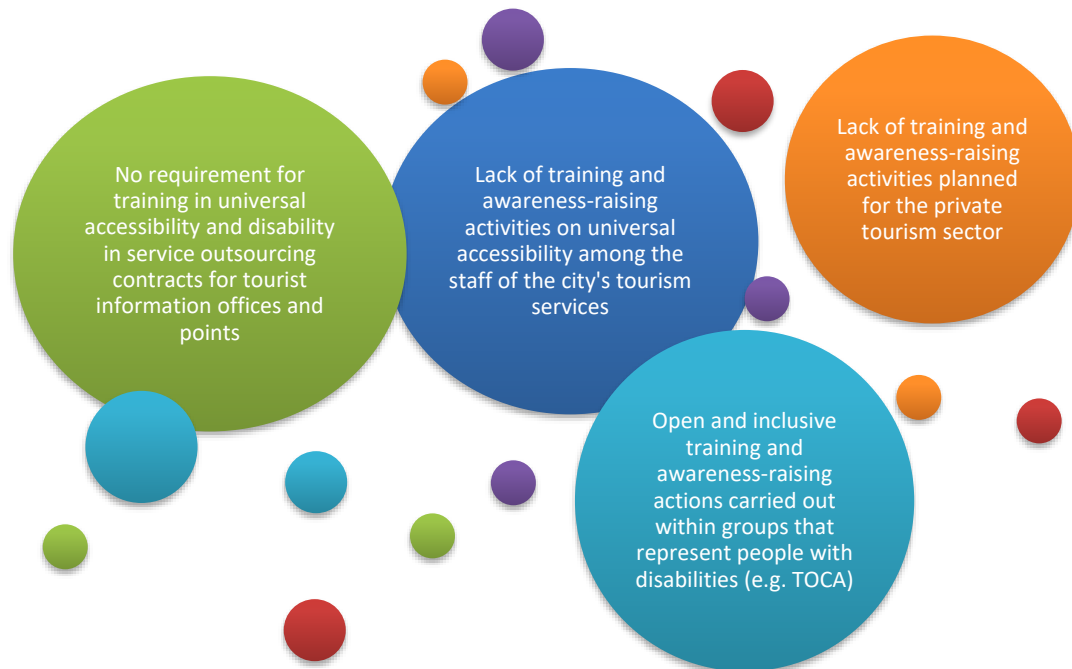 No requirement for
training in universal
accessibility and disability
in service outsourcing
contracts for tourist
information offices and
points
Lack of training and
awareness-raising
activities on universal
accessibility among the
staff of the city's tourism
services
Lack of training and
awareness-raising
activities planned
for the private
tourism sector
Open and inclusive
training and
awareness-raising
actions carried out
within groups that
represent people with
disabilities (e.g. TOCA)